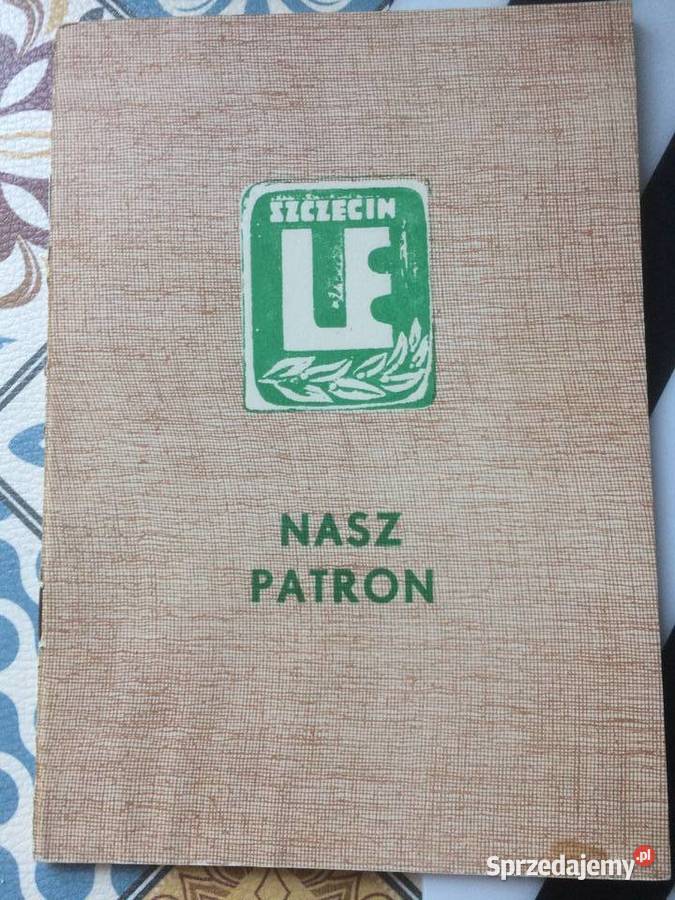 SZCZECIN
LE
NASZ
PATRON
Sprzedajemy.pl